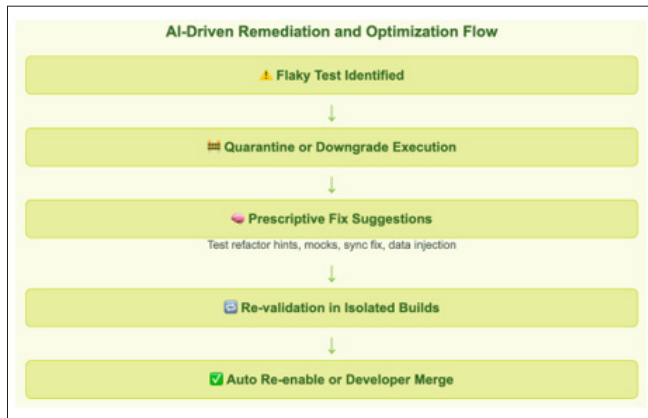 AI-Driven Remediation and Optimization Flow
⚠️ Flaky Test Identified
↓
🚧 Quarantine or Downgrade Execution
↓
🧠 Prescriptive Fix Suggestions
Test refactor hints, mocks, sync fix, data injection
↓
🔁 Re-validation in Isolated Builds
↓
✅ Auto Re-enable or Developer Merge